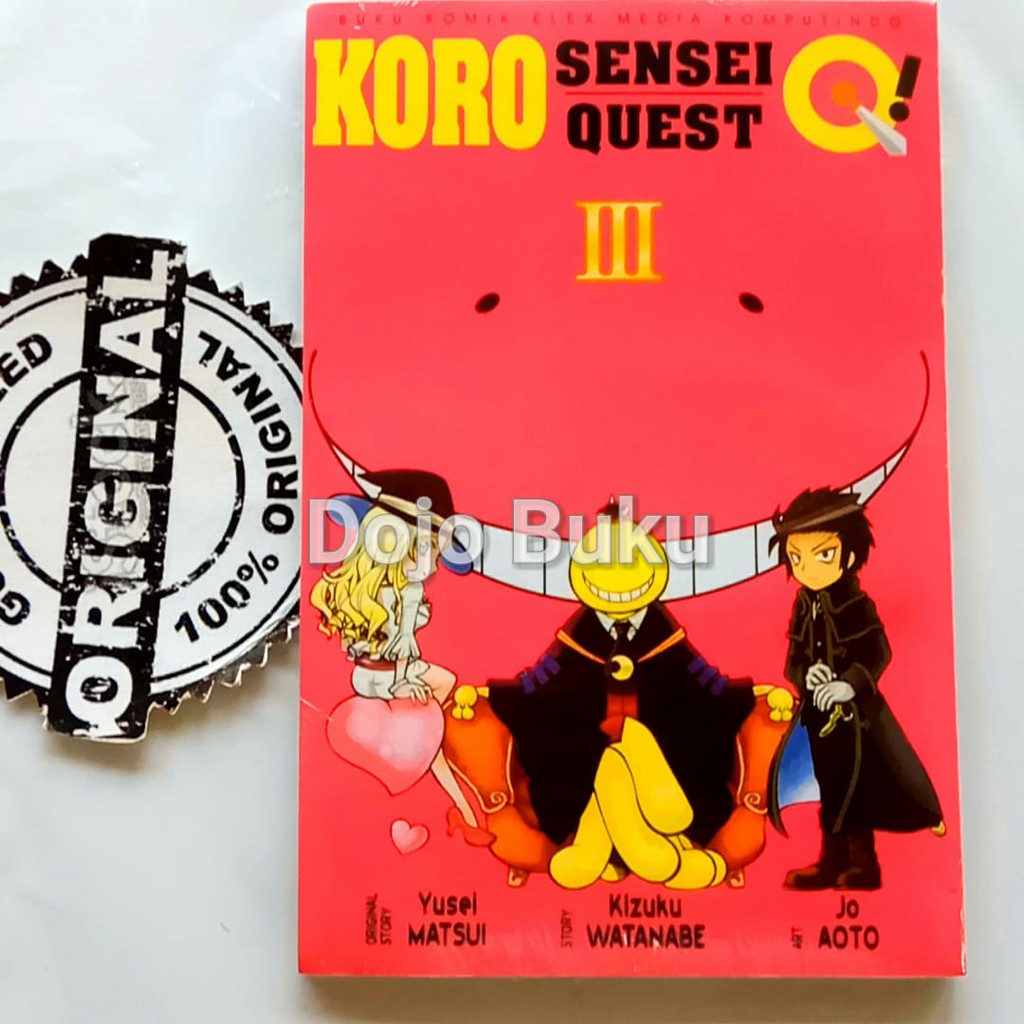 BUKU KOMIK ELEX MEDIA KOMPUTINDO
KORO SENSEI QUEST Q!
III
ORIGINAL
100% ORIGINAL
Dojo Buku
ORIGINAL STORY Yusei MATSUI
STORY Kizuku WATANABE
ART Jo AOTO